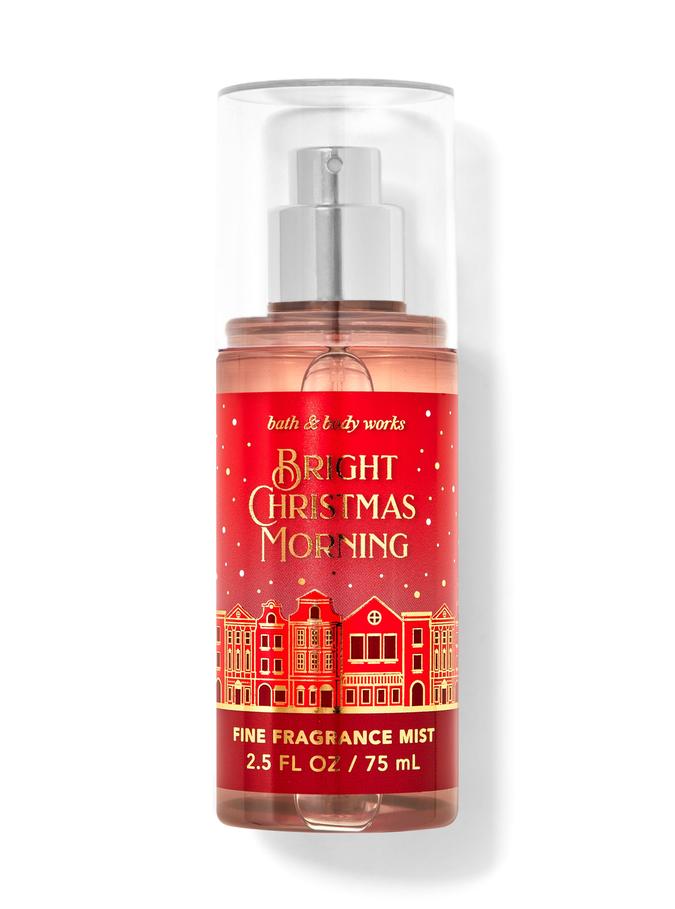 bath & body works
BRIGHT
CHRISTMAS
MORNING
FINE FRAGRANCE MIST
2.5 FL OZ / 75 mL